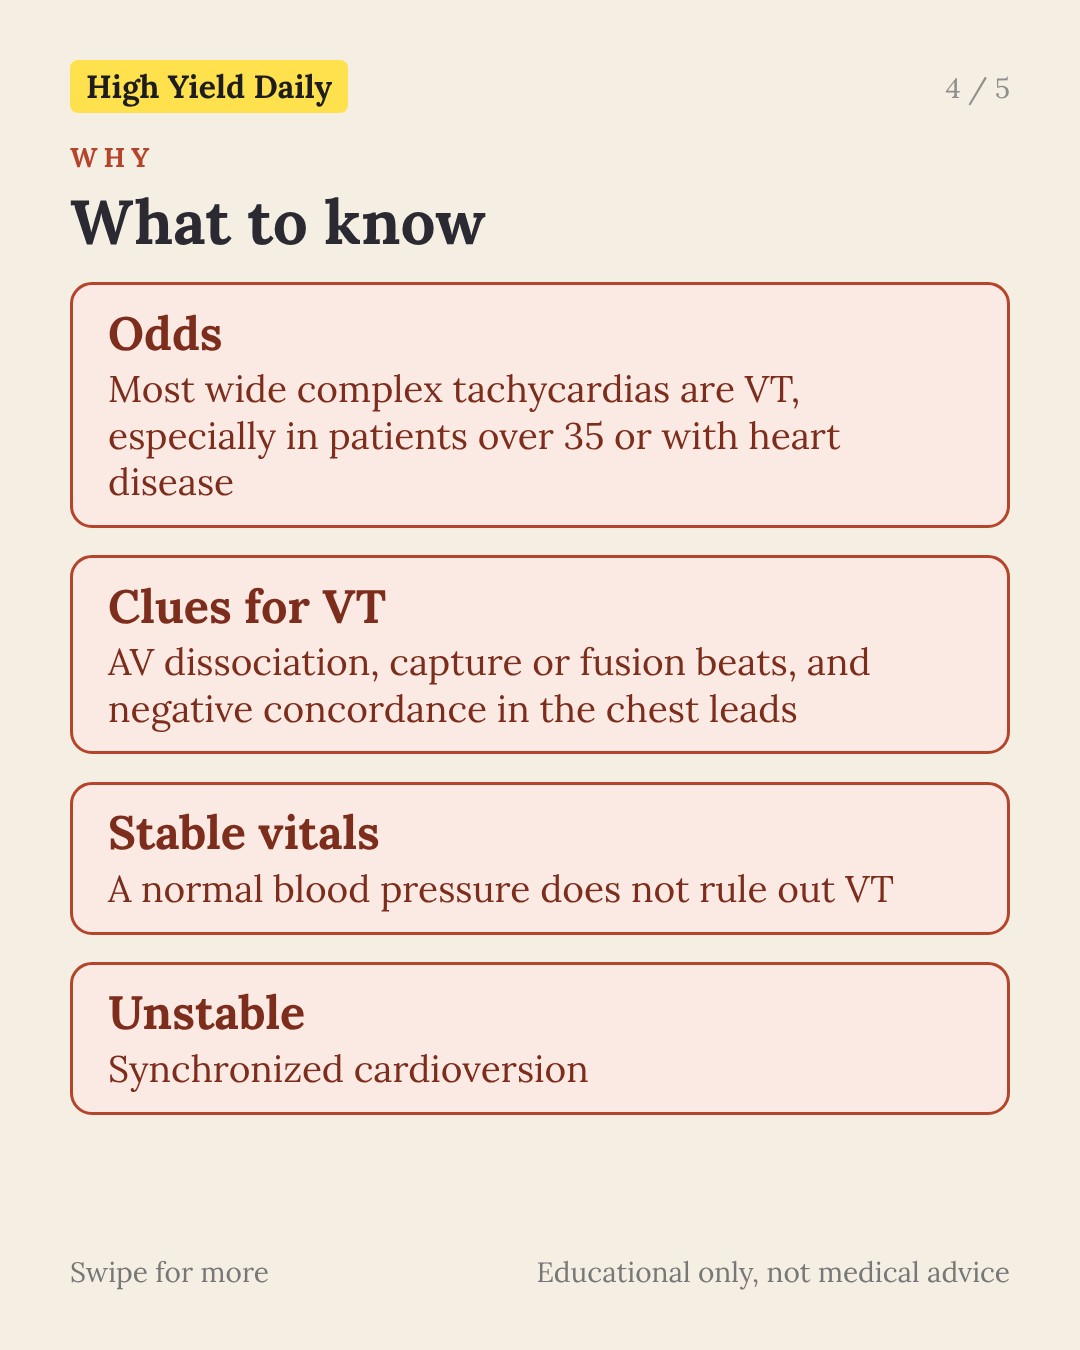 High Yield Daily
4 / 5
WHY
What to know
Odds
Most wide complex tachycardias are VT,
especially in patients over 35 or with heart
disease
Clues for VT
AV dissociation, capture or fusion beats, and
negative concordance in the chest leads
Stable vitals
A normal blood pressure does not rule out VT
Unstable
Synchronized cardioversion
Swipe for more
Educational only, not medical advice